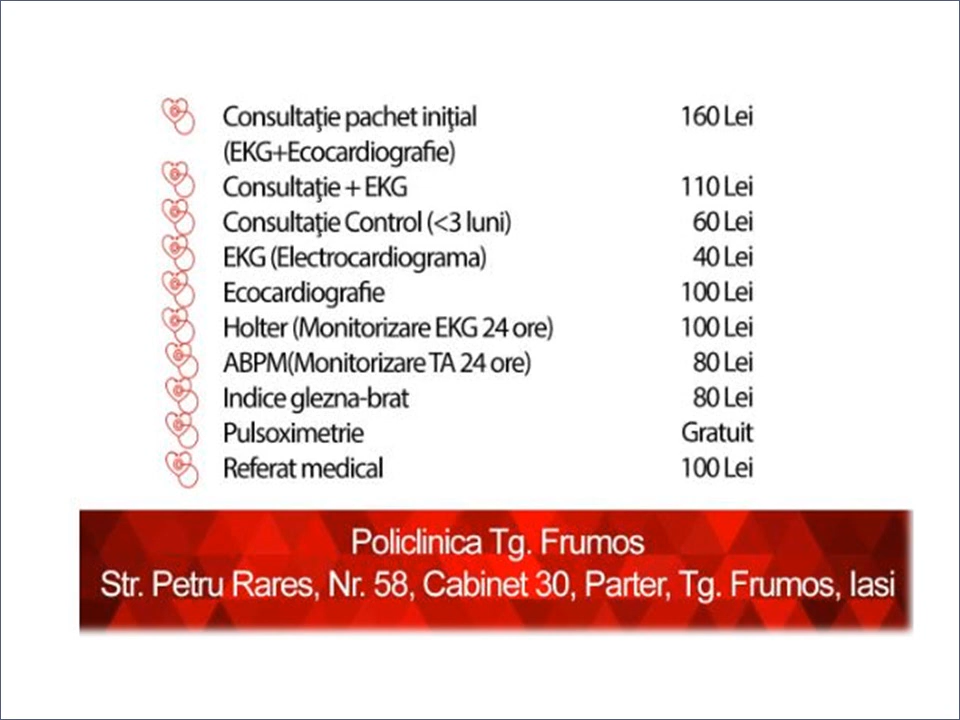 Consultaţie pachet iniţial 160 Lei
(EKG+Ecocardiografie)
Consultaţie + EKG 110 Lei
Consultaţie Control (<3 luni) 60 Lei
EKG (Electrocardiograma) 40 Lei
Ecocardiografie 100 Lei
Holter (Monitorizare EKG 24 ore) 100 Lei
ABPM(Monitorizare TA 24 ore) 80 Lei
Indice glezna-brat 80 Lei
Pulsoximetrie Gratuit
Referat medical 100 Lei
Policlinica Tg. Frumos
Str. Petru Rares, Nr. 58, Cabinet 30, Parter, Tg. Frumos, Iasi